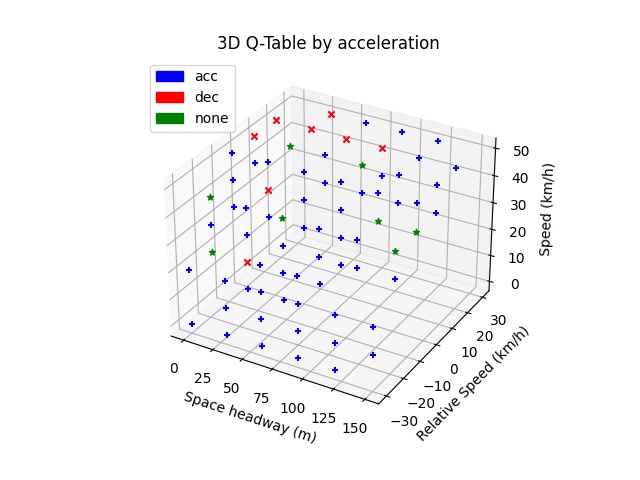 3D Q-Table by acceleration
acc
dec
none
50
40
30
20
10
0
Speed (km/h)
30
20
10
0
−10
−20
−30
Relative Speed (km/h)
0
25
50
75
100
125
150
Space headway (m)